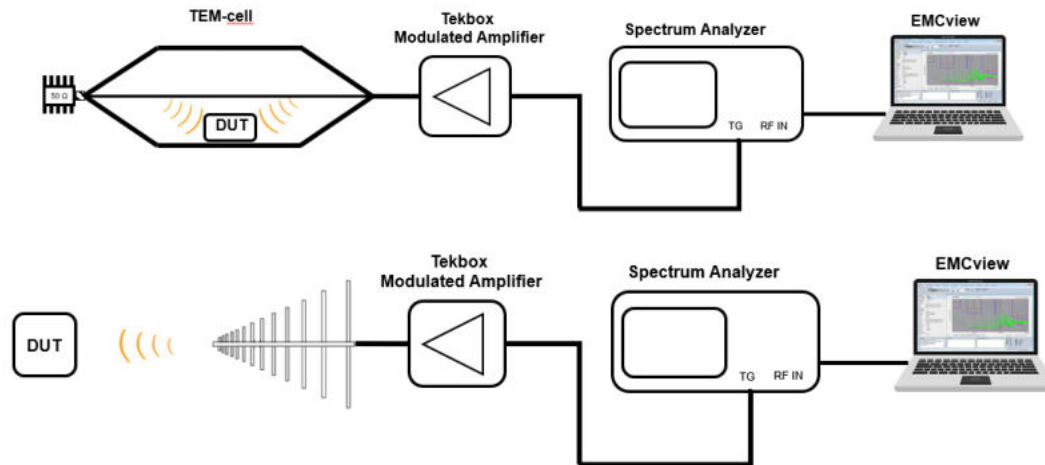 TEM-cell
Tekbox
Modulated Amplifier
Spectrum Analyzer
EMCview
50 Ω
DUT
TG RF IN
Tekbox
Modulated Amplifier
Spectrum Analyzer
EMCview
DUT
TG RF IN